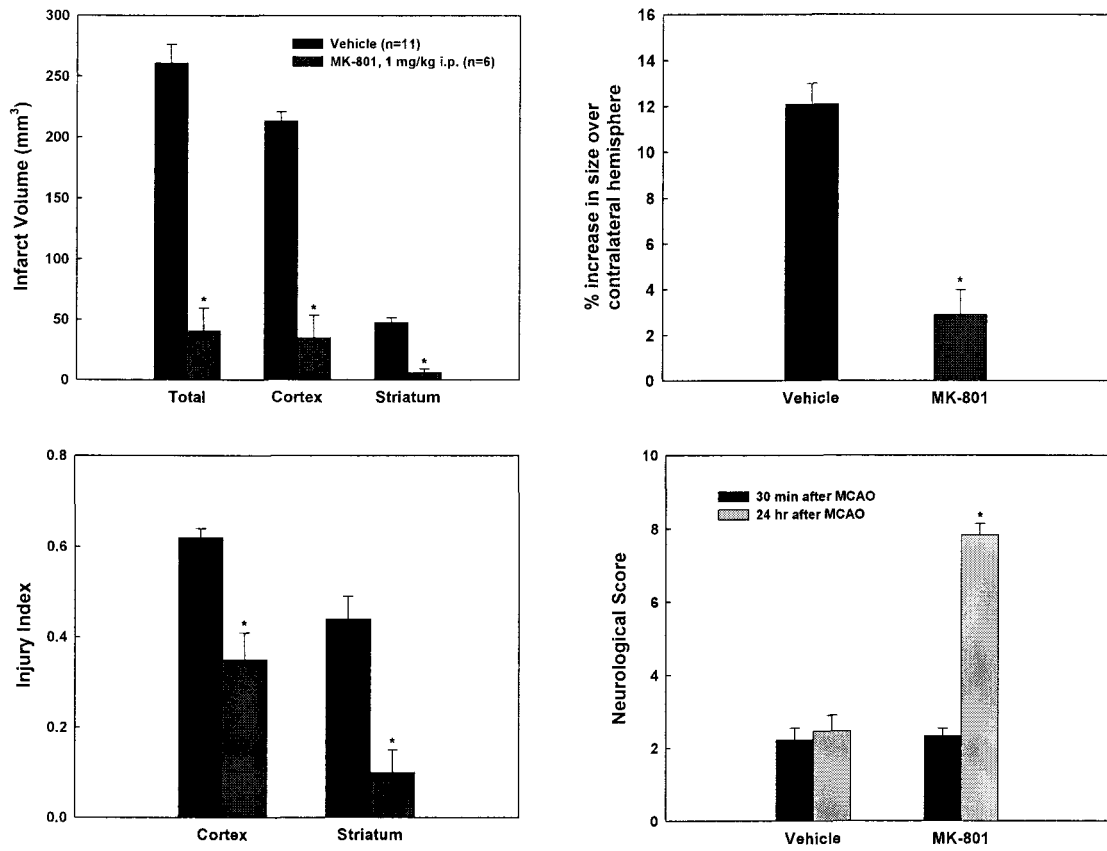 Infarct Volume (mm³)
300
250
200
150
100
50
0
Vehicle (n=11)
MK-801, 1 mg/kg i.p. (n=6)
*
*
*
Total Cortex Striatum
% increase in size over
contralateral hemisphere
16
14
12
10
8
6
4
2
0
*
Vehicle MK-801
Injury Index
0.8
0.6
0.4
0.2
0.0
*
*
Cortex Striatum
Neurological Score
10
8
6
4
2
0
30 min after MCAO
24 hr after MCAO
*
Vehicle MK-801